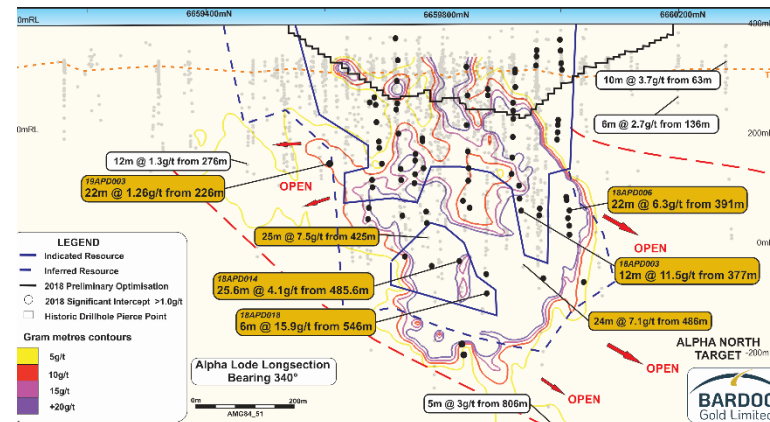 6659400mN 6659800mN 6660200mN
0mRL
400mRL
10m @ 3.7g/t from 63m
6m @ 2.7g/t from 136m
0mRL
200mRL
12m @ 1.3g/t from 276m
19APD003
22m @ 1.26g/t from 226m
OPEN
18APD006
22m @ 6.3g/t from 391m
OPEN
25m @ 7.5g/t from 425m
0mRL
18APD003
12m @ 11.5g/t from 377m
18APD014
25.6m @ 4.1g/t from 485.6m
18APD018
6m @ 15.9g/t from 546m
24m @ 7.1g/t from 486m
LEGEND
Indicated Resource
Inferred Resource
2018 Preliminary Optimisation
2018 Significant Intercept >1.0g/t
Historic Drillhole Pierce Point
Gram metres contours
5g/t
10g/t
15g/t
+20g/t
Alpha Lode Longsection
Bearing 340°
0m 200m
AMG84_51
ALPHA NORTH
TARGET
-200m
OPEN
OPEN
5m @ 3g/t from 806m
BARDOC
Gold Limited